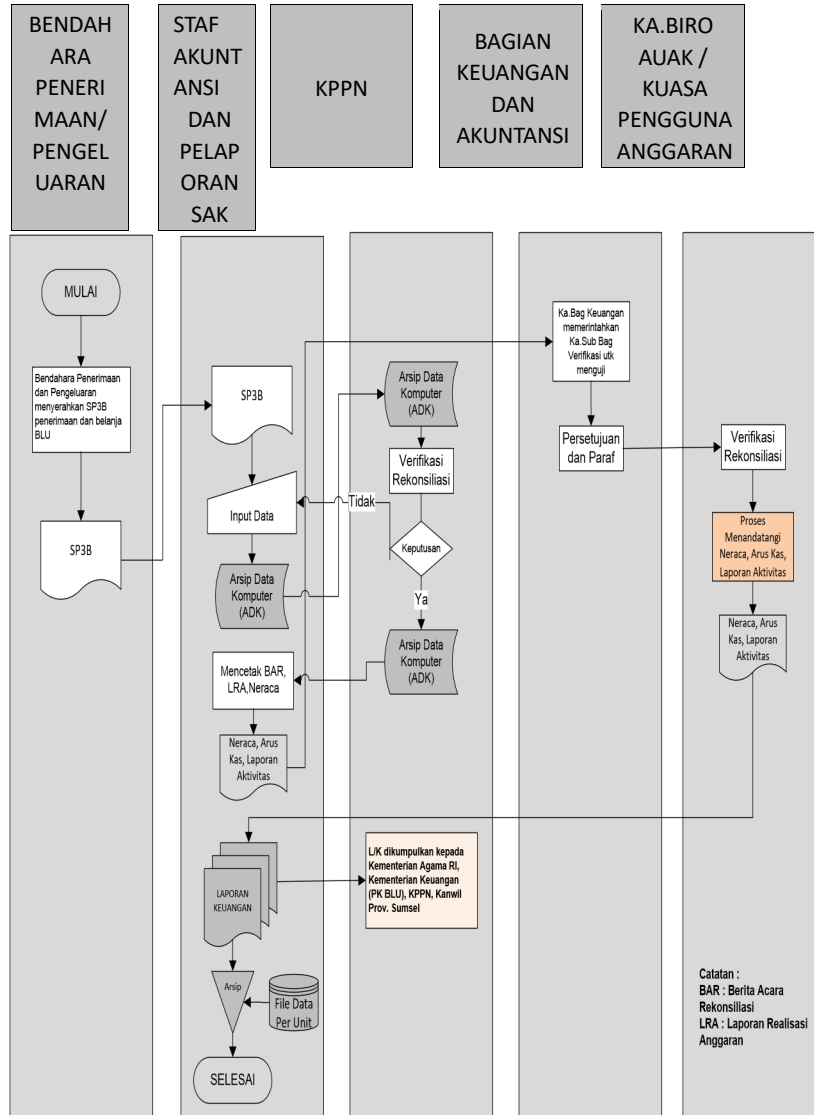 BENDAH
ARA
PENERI
MAAN/
PENGEL
UARAN
STAF
AKUNT
ANSI
DAN
PELAP
ORAN
SAK
KPPN
BAGIAN
KEUANGAN
DAN
AKUNTANSI
KA.BIRO
AUAK /
KUASA
PENGGUNA
ANGGARAN
MULAI
Bendahara Penerimaan
dan Pengeluaran
menyerahkan SP3B
penerimaan dan belanja
BLU
SP3B
SP3B
Input Data
Arsip Data
Komputer
(ADK)
Arsip Data
Komputer
(ADK)
Verifikasi
Rekonsiliasi
Tidak
Keputusan
Ya
Arsip Data
Komputer
(ADK)
Mencetak BAR,
LRA,Neraca
Neraca, Arus
Kas, Laporan
Aktivitas
Ka.Bag Keuangan
memerintahkan
Ka.Sub Bag
Verifikasi utk
menguji
Persetujuan
dan Paraf
Verifikasi
Rekonsiliasi
Proses
Menandatangi
Neraca, Arus Kas,
Laporan Aktivitas
Neraca, Arus
Kas, Laporan
Aktivitas
LAPORAN
KEUANGAN
L/K dikumpulkan kepada
Kementerian Agama RI,
Kementerian Keuangan
(PK BLU), KPPN, Kanwil
Prov. Sumsel
Arsip
File Data
Per Unit
SELESAI
Catatan :
BAR : Berita Acara
Rekonsiliasi
LRA : Laporan Realisasi
Anggaran